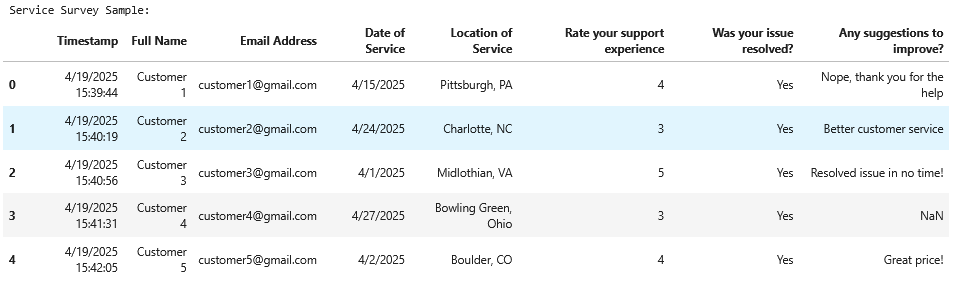 Service Survey Sample:
Timestamp Full Name Email Address Date of Service Location of Service Rate your support experience Was your issue resolved? Any suggestions to improve?
0 4/19/2025 15:39:44 Customer 1 customer1@gmail.com 4/15/2025 Pittsburgh, PA 4 Yes Nope, thank you for the help
1 4/19/2025 15:40:19 Customer 2 customer2@gmail.com 4/24/2025 Charlotte, NC 3 Yes Better customer service
2 4/19/2025 15:40:56 Customer 3 customer3@gmail.com 4/1/2025 Midlothian, VA 5 Yes Resolved issue in no time!
3 4/19/2025 15:41:31 Customer 4 customer4@gmail.com 4/27/2025 Bowling Green, Ohio 3 Yes NaN
4 4/19/2025 15:42:05 Customer 5 customer5@gmail.com 4/2/2025 Boulder, CO 4 Yes Great price!